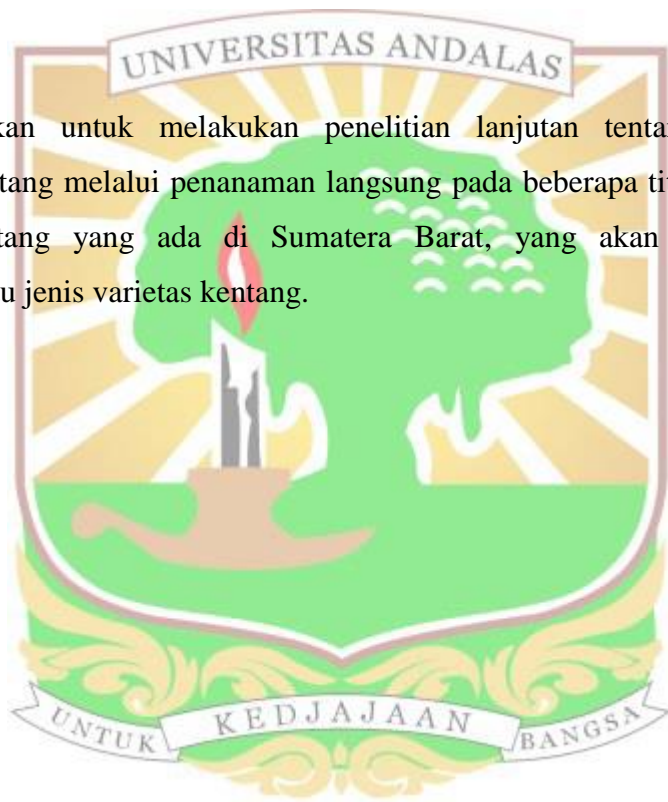 UNIVERSITAS ANDALAS
kan untuk melakukan penelitian lanjutan tenta
tang melalui penanaman langsung pada beberapa ti
tang yang ada di Sumatera Barat, yang akan
u jenis varietas kentang.
UNTUK KEDJAJAAN BANGSA